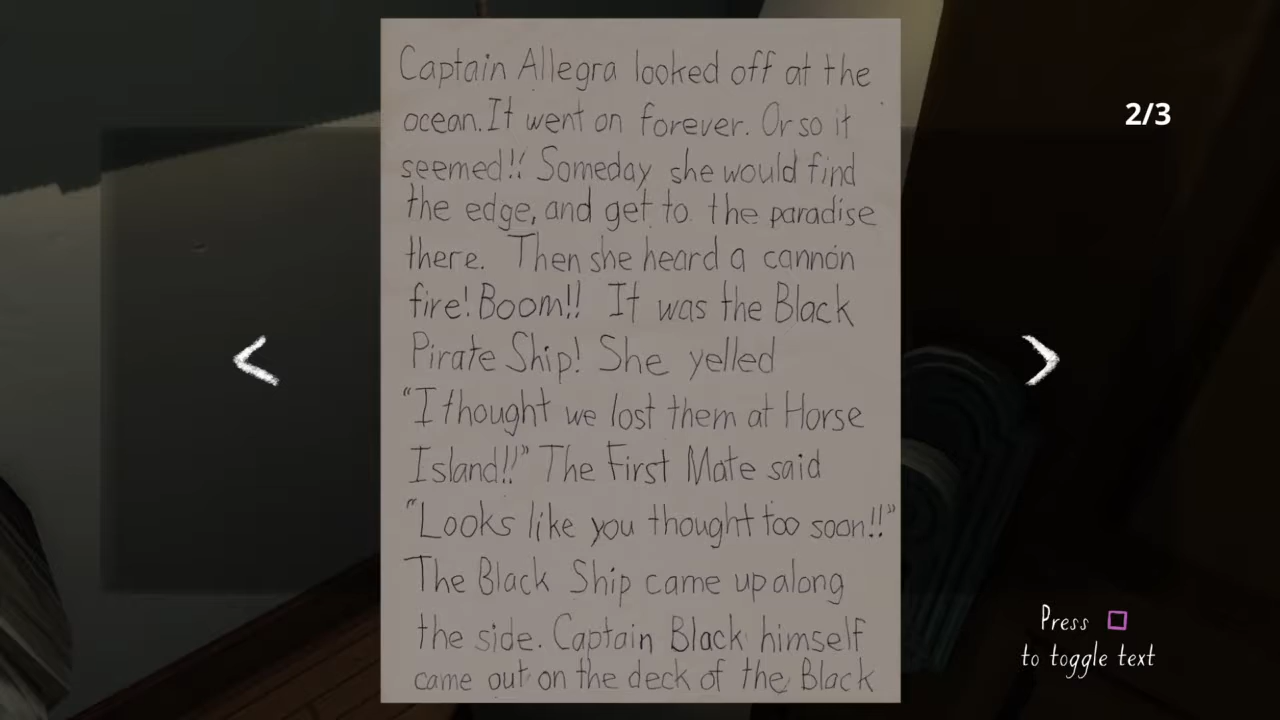 Captain Allegra looked off at the
ocean. It went on forever. Or so it
seemed!! Someday she would find
the edge, and get to the paradise
there. Then she heard a cannon
fire! Boom!! It was the Black
Pirate Ship! She yelled
"I thought we lost them at Horse
Island!!" The First Mate said
"Looks like you thought too soon!!"
The Black Ship came up along
the side. Captain Black himself
came out on the deck of the Black
2/3
<
>
Press □
to toggle text